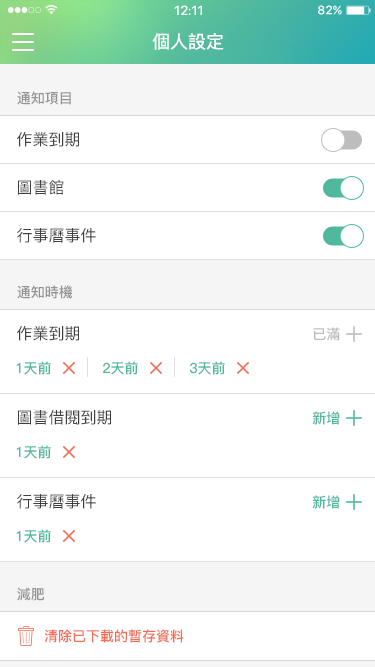 12:11 82%
個人設定
通知項目
作業到期
圖書館
行事曆事件
通知時機
作業到期 已滿
1天前 2天前 3天前
圖書借閱到期 新增
1天前
行事曆事件 新增
1天前
減肥
清除已下載的暫存資料